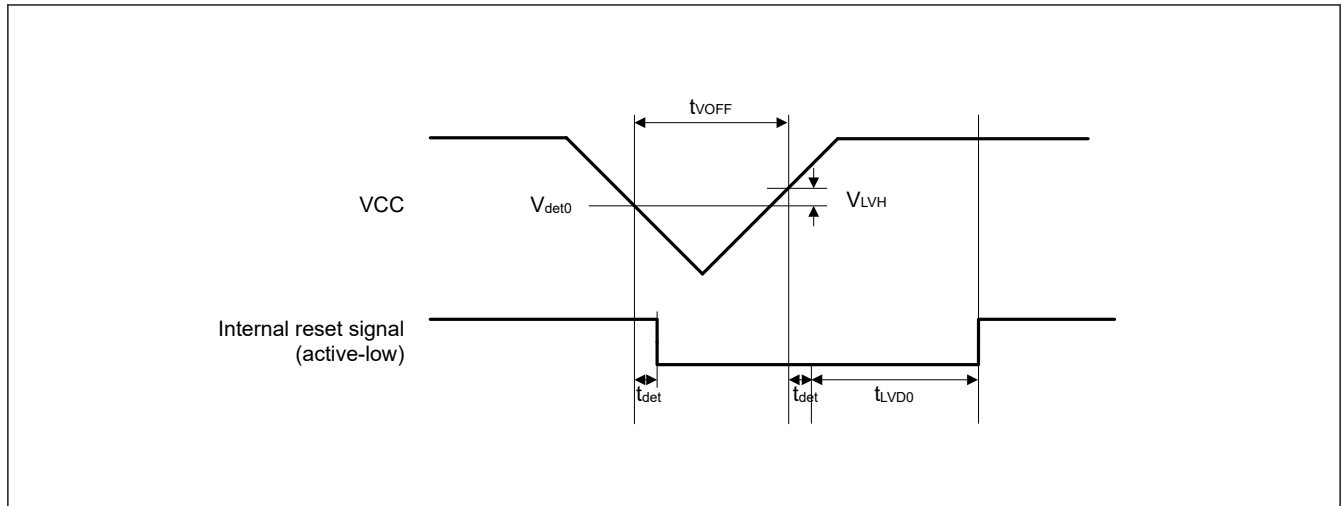 tVOFF
VCC
Vdet0
VLVH
Internal reset signal
(active-low)
tdet
tdet
tLVD0